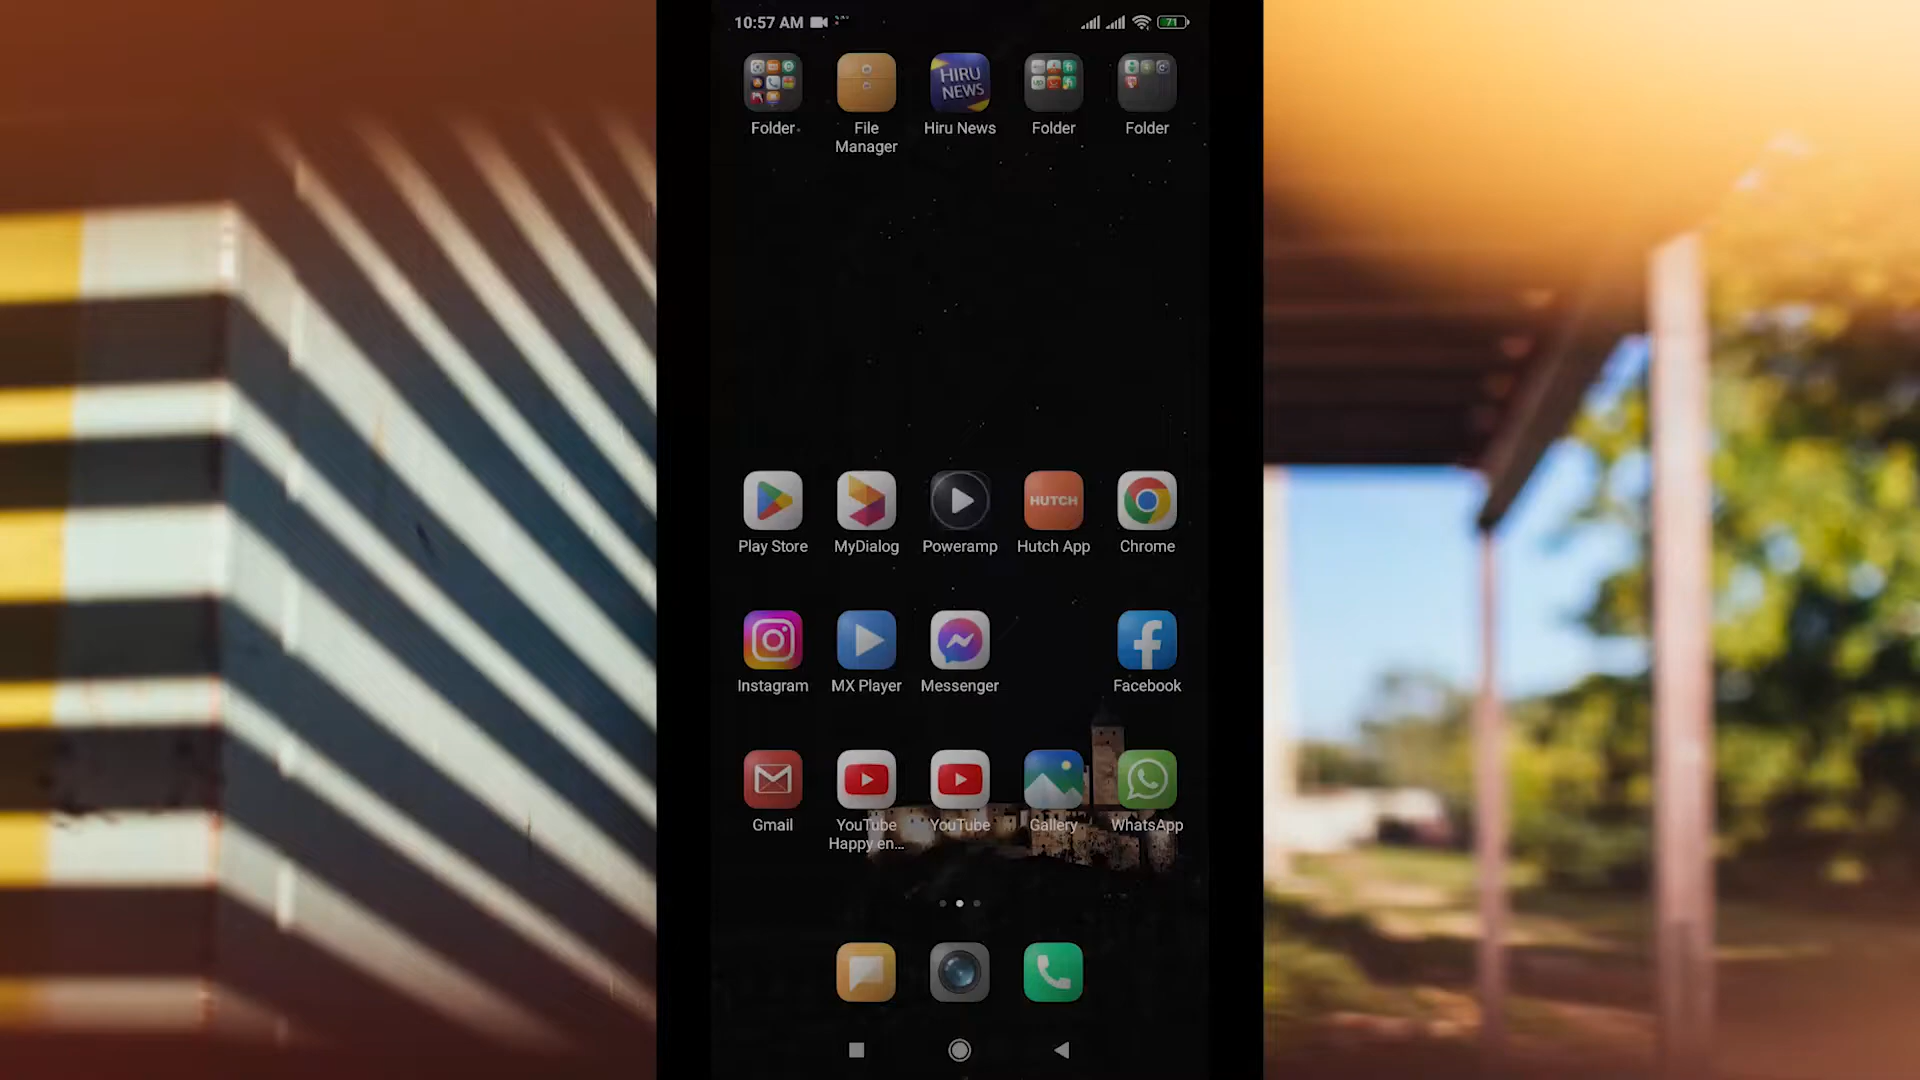 10:57 AM
71
HIRU
NEWS
Folder
File
Manager
Hiru News
Folder
Folder
HUTCH
Play Store
MyDialog
Poweramp
Hutch App
Chrome
Instagram
MX Player
Messenger
Facebook
Gmail
YouTube
Happy en...
YouTube
Gallery
WhatsApp